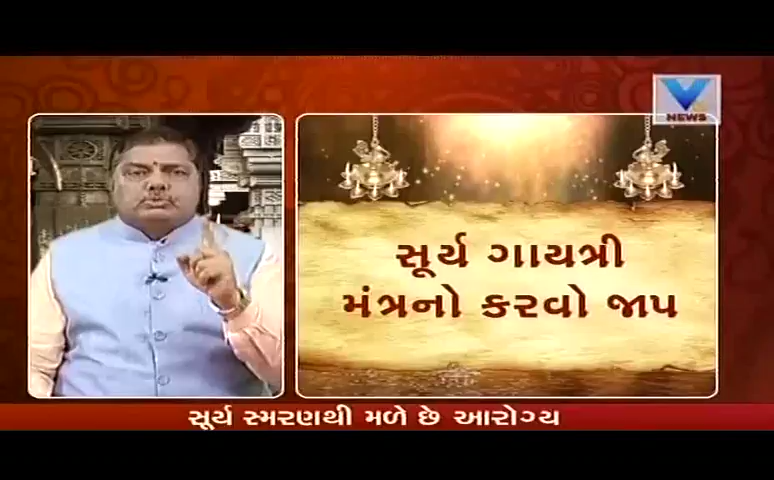 V
NEWS
સૂર્ય ગાયત્રી
મંત્રનો કરવો જાપ
સૂર્ય સ્મરણથી મળે છે આરોગ્ય